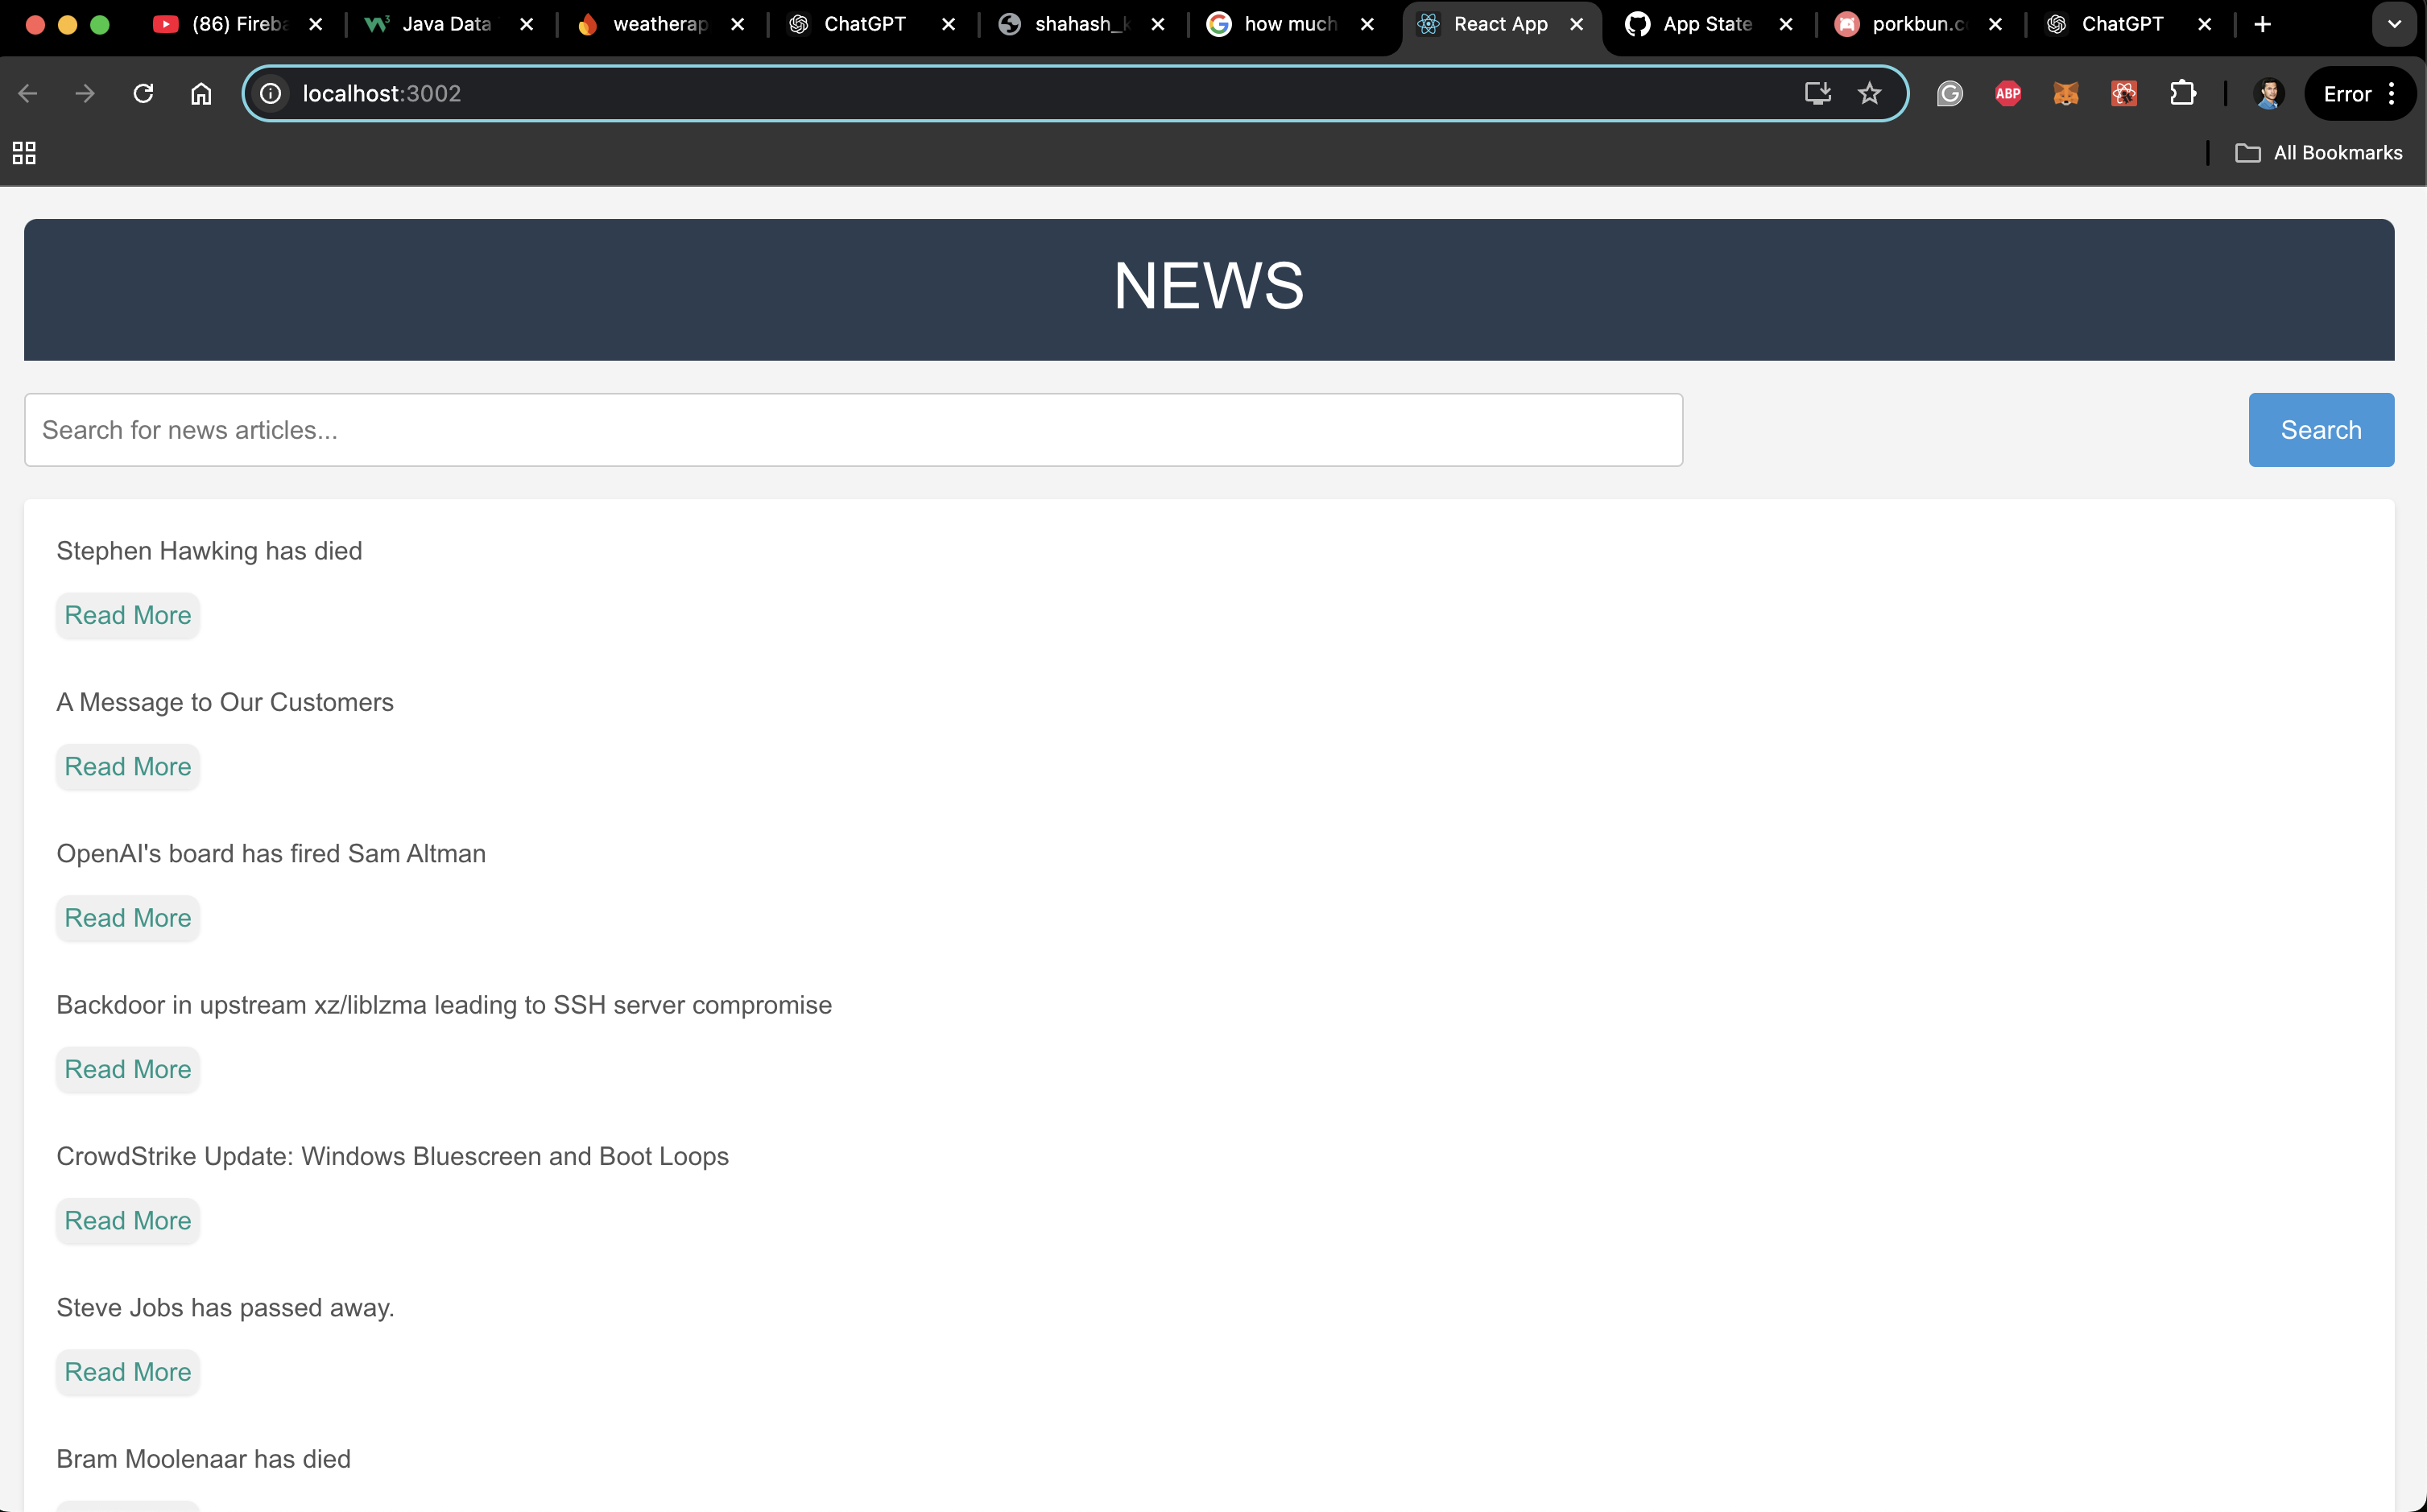 (86) Fireba
Java Data
weatherap
ChatGPT
shahash_k
how much
React App
App State
porkbun.c
ChatGPT
localhost:3002
ABP
Error
All Bookmarks
NEWS
Search for news articles...
Search
Stephen Hawking has died
Read More
A Message to Our Customers
Read More
OpenAI's board has fired Sam Altman
Read More
Backdoor in upstream xz/liblzma leading to SSH server compromise
Read More
CrowdStrike Update: Windows Bluescreen and Boot Loops
Read More
Steve Jobs has passed away.
Read More
Bram Moolenaar has died